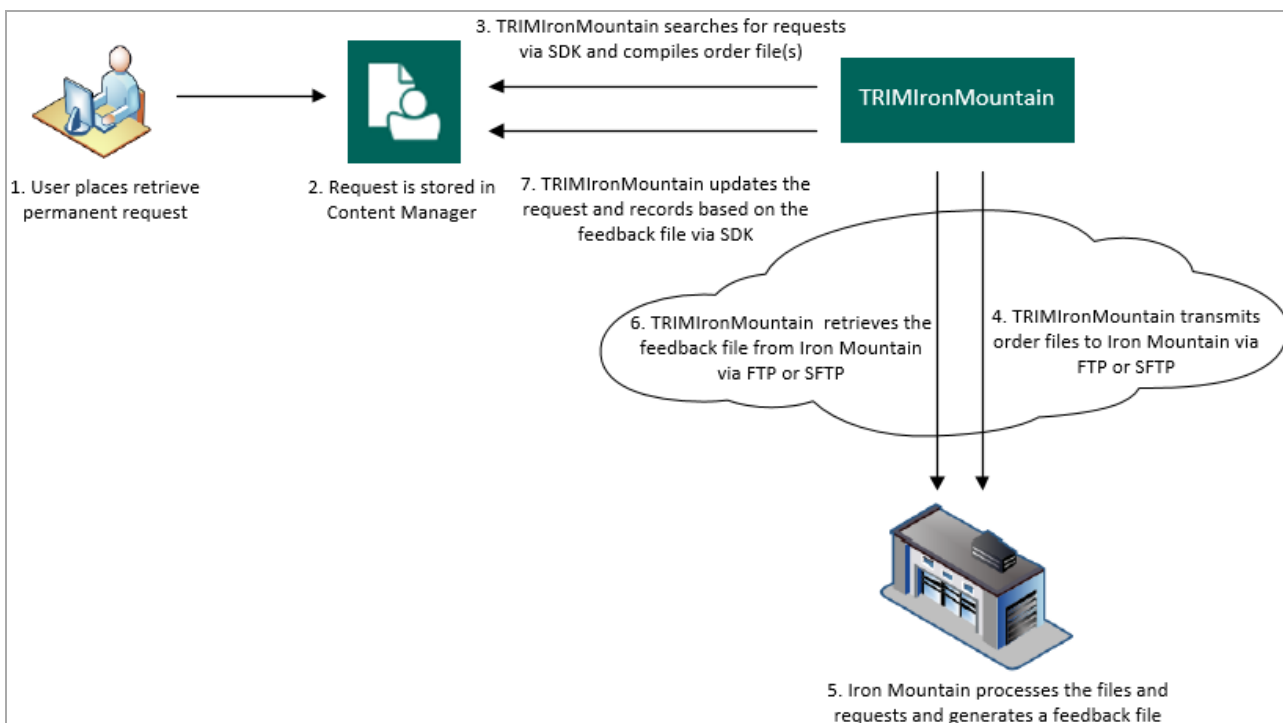 3. TRIMIronMountain searches for requests
via SDK and compiles order file(s)
TRIMIronMountain
1. User places retrieve
permanent request
2. Request is stored in
Content Manager
7. TRIMIronMountain updates the
request and records based on the
feedback file via SDK
6. TRIMIronMountain retrieves the
feedback file from Iron Mountain
via FTP or SFTP
4. TRIMIronMountain transmits
order files to Iron Mountain via
FTP or SFTP
5. Iron Mountain processes the files and
requests and generates a feedback file